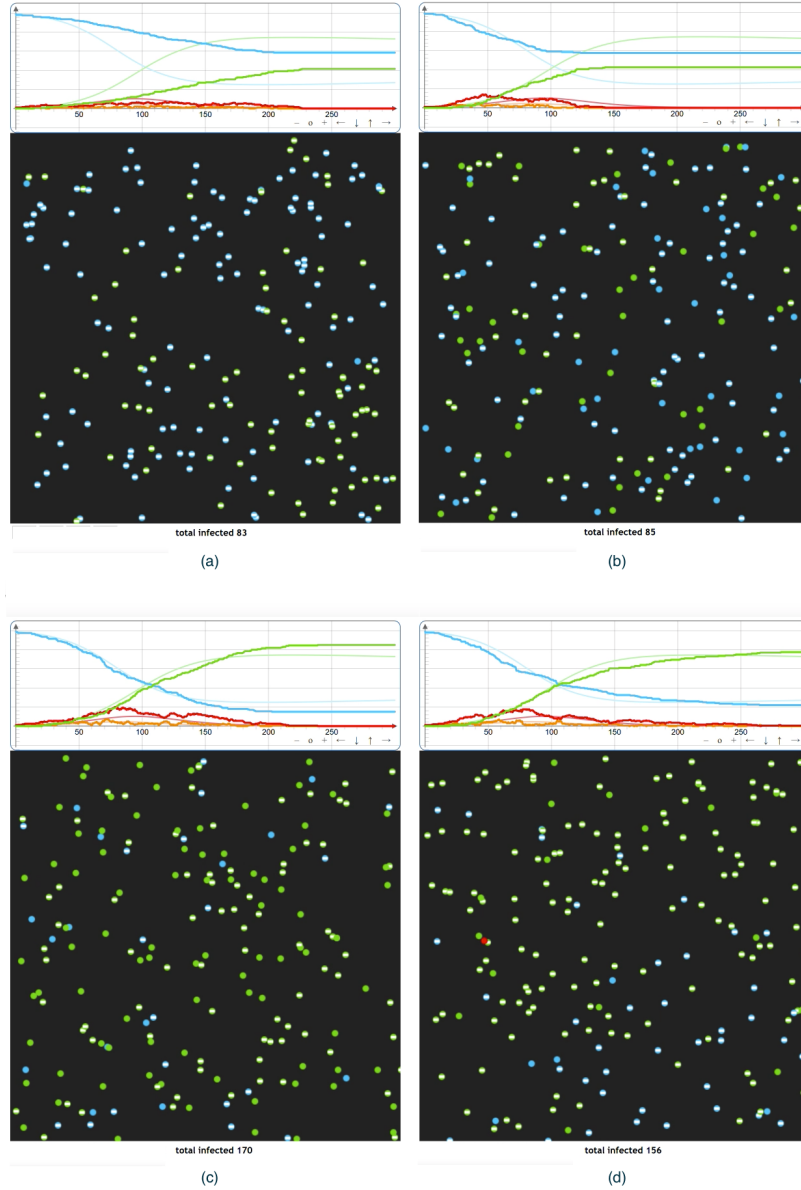 50 100 150 200 250
− o + ← ↓ ↑ →
50 100 150 200 250
− o + ← ↓ ↑ →
total infected 83
total infected 85
(a)
(b)
50 100 150 200 250
− o + ← ↓ ↑ →
50 100 150 200 250
− o + ← ↓ ↑ →
total infected 170
total infected 156
(c)
(d)